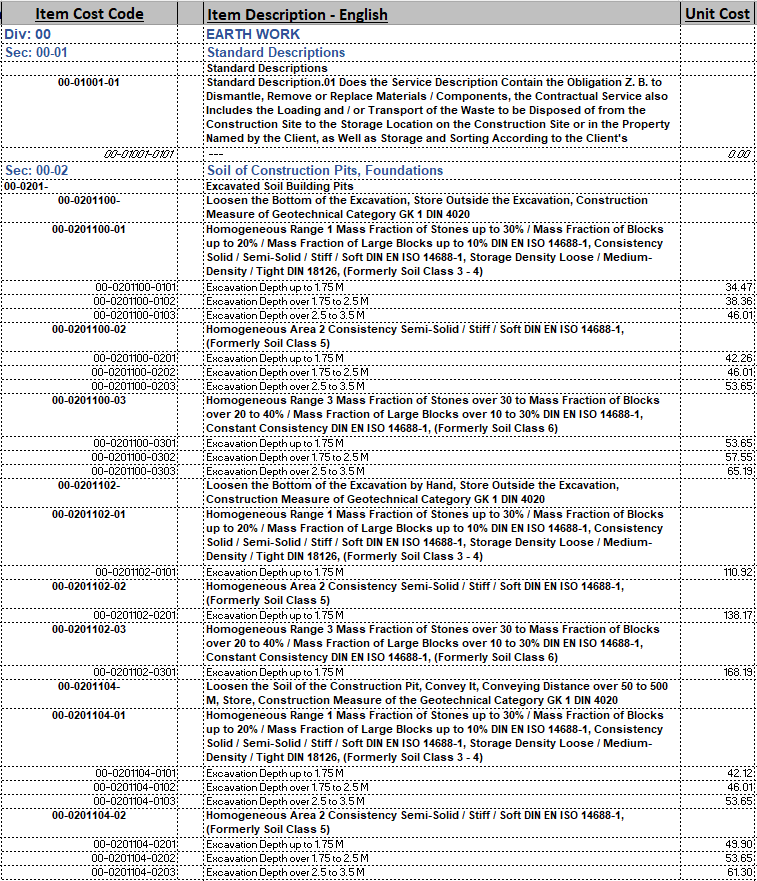 Item Cost Code Item Description - English Unit Cost
Div: 00 EARTH WORK
Sec: 00-01 Standard Descriptions
Standard Descriptions
00-01001-01 Standard Description.01 Does the Service Description Contain the Obligation Z. B. to
Dismantle, Remove or Replace Materials / Components, the Contractual Service also
Includes the Loading and / or Transport of the Waste to be Disposed of from the
Construction Site to the Storage Location on the Construction Site or in the Property
Named by the Client, as Well as Storage and Sorting According to the Client's
00-01001-0101 --- 0.00
Sec: 00-02 Soil of Construction Pits, Foundations
00-0201- Excavated Soil Building Pits
00-0201100- Loosen the Bottom of the Excavation, Store Outside the Excavation, Construction
Measure of Geotechnical Category GK 1 DIN 4020
00-0201100-01 Homogeneous Range 1 Mass Fraction of Stones up to 30% / Mass Fraction of Blocks
up to 20% / Mass Fraction of Large Blocks up to 10% DIN EN ISO 14688-1, Consistency
Solid / Semi-Solid / Stiff / Soft DIN EN ISO 14688-1, Storage Density Loose / Medium-
Density / Tight DIN 18126, (Formerly Soil Class 3 - 4)
00-0201100-0101 Excavation Depth up to 1.75 M 34.47
00-0201100-0102 Excavation Depth over 1.75 to 2.5 M 38.36
00-0201100-0103 Excavation Depth over 2.5 to 3.5 M 46.01
00-0201100-02 Homogeneous Area 2 Consistency Semi-Solid / Stiff / Soft DIN EN ISO 14688-1,
(Formerly Soil Class 5)
00-0201100-0201 Excavation Depth up to 1.75 M 42.26
00-0201100-0202 Excavation Depth over 1.75 to 2.5 M 46.01
00-0201100-0203 Excavation Depth over 2.5 to 3.5 M 53.65
00-0201100-03 Homogeneous Range 3 Mass Fraction of Stones over 30 to Mass Fraction of Blocks
over 20 to 40% / Mass Fraction of Large Blocks over 10 to 30% DIN EN ISO 14688-1,
Constant Consistency DIN EN ISO 14688-1, (Formerly Soil Class 6)
00-0201100-0301 Excavation Depth up to 1.75 M 53.65
00-0201100-0302 Excavation Depth over 1.75 to 2.5 M 57.55
00-0201100-0303 Excavation Depth over 2.5 to 3.5 M 65.19
00-0201102- Loosen the Bottom of the Excavation by Hand, Store Outside the Excavation,
Construction Measure of Geotechnical Category GK 1 DIN 4020
00-0201102-01 Homogeneous Range 1 Mass Fraction of Stones up to 30% / Mass Fraction of Blocks
up to 20% / Mass Fraction of Large Blocks up to 10% DIN EN ISO 14688-1, Consistency
Solid / Semi-Solid / Stiff / Soft DIN EN ISO 14688-1, Storage Density Loose / Medium-
Density / Tight DIN 18126, (Formerly Soil Class 3 - 4)
00-0201102-0101 Excavation Depth up to 1.75 M 110.92
00-0201102-02 Homogeneous Area 2 Consistency Semi-Solid / Stiff / Soft DIN EN ISO 14688-1,
(Formerly Soil Class 5)
00-0201102-0201 Excavation Depth up to 1.75 M 138.17
00-0201102-03 Homogeneous Range 3 Mass Fraction of Stones over 30 to Mass Fraction of Blocks
over 20 to 40% / Mass Fraction of Large Blocks over 10 to 30% DIN EN ISO 14688-1,
Constant Consistency DIN EN ISO 14688-1, (Formerly Soil Class 6)
00-0201102-0301 Excavation Depth up to 1.75 M 168.19
00-0201104- Loosen the Soil of the Construction Pit, Convey It, Conveying Distance over 50 to 500
M, Store, Construction Measure of the Geotechnical Category GK 1 DIN 4020
00-0201104-01 Homogeneous Range 1 Mass Fraction of Stones up to 30% / Mass Fraction of Blocks
up to 20% / Mass Fraction of Large Blocks up to 10% DIN EN ISO 14688-1, Consistency
Solid / Semi-Solid / Stiff / Soft DIN EN ISO 14688-1, Storage Density Loose / Medium-
Density / Tight DIN 18126, (Formerly Soil Class 3 - 4)
00-0201104-0101 Excavation Depth up to 1.75 M 42.12
00-0201104-0102 Excavation Depth over 1.75 to 2.5 M 46.01
00-0201104-0103 Excavation Depth over 2.5 to 3.5 M 53.65
00-0201104-02 Homogeneous Area 2 Consistency Semi-Solid / Stiff / Soft DIN EN ISO 14688-1,
(Formerly Soil Class 5)
00-0201104-0201 Excavation Depth up to 1.75 M 49.90
00-0201104-0202 Excavation Depth over 1.75 to 2.5 M 53.65
00-0201104-0203 Excavation Depth over 2.5 to 3.5 M 61.30